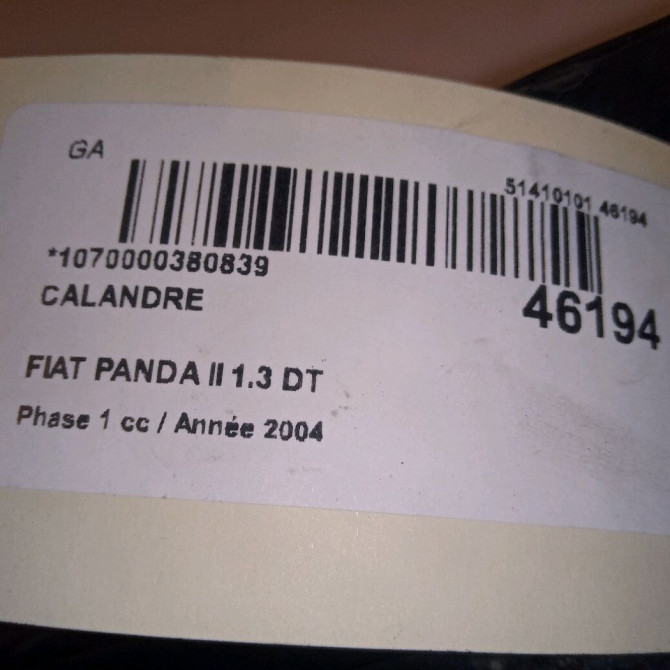 GA
51410101 46194
*1070000380839
CALANDRE
46194
FIAT PANDA II 1.3 DT
Phase 1 cc / Année 2004